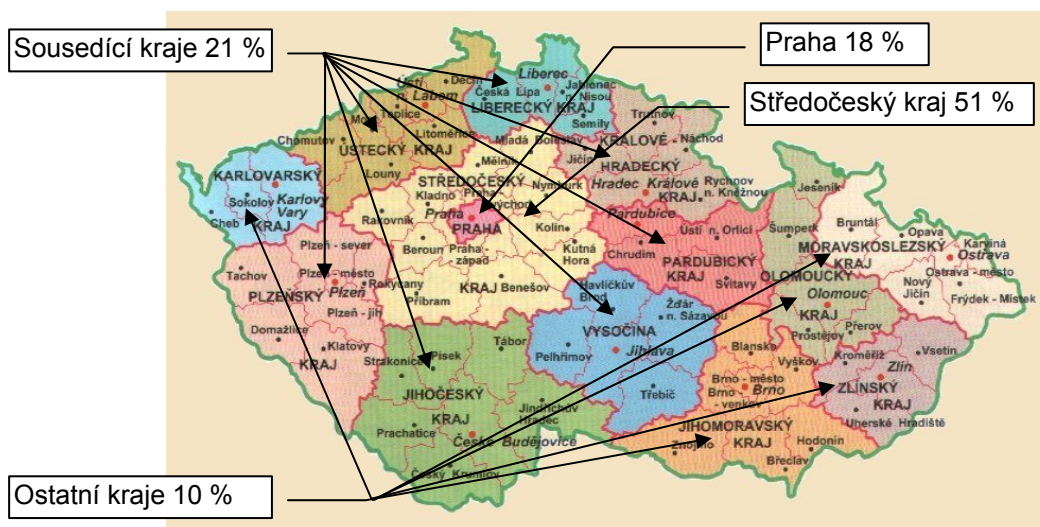 Sousedící kraje 21 %
Praha 18 %
Středočeský kraj 51 %
Ostatní kraje 10 %
Ústí
n. Labem
Děčín
Teplice
Most
Chomutov
Litoměřice
ÚSTECKÝ KRAJ
Louny
Liberec
Česká Lípa
Jablonec
n. Nisou
LIBERECKÝ KRAJ
Semily
Trutnov
KRÁLOVÉ
Náchod
Jičín
HRADECKÝ
Hradec Králové
Rychnov
n. Kněžnou
KRAJ
KARLOVARSKÝ
Sokolov
Karlovy
Vary
Cheb
KRAJ
Mladá Boleslav
Mělník
STŘEDOČESKÝ
Kladno
Praha -
východ
Nymburk
Rakovník
Praha
PRAHA
Kolín
Beroun
Praha -
západ
Kutná
Hora
Příbram
KRAJ
Benešov
Plzeň - sever
Tachov
Plzeň - město
Plzeň
Rokycany
PLZEŇSKÝ
Plzeň - jih
Domažlice
Klatovy
KRAJ
Pardubice
Ústí n. Orlicí
Chrudim
PARDUBICKÝ
KRAJ
Svitavy
Havlíčkův
Brod
Žďár
n. Sázavou
VYSOČINA
Pelhřimov
Jihlava
Třebíč
Strakonice
Písek
Tábor
JIHOČESKÝ
KRAJ
Jindřichův
Hradec
Prachatice
České Budějovice
Český Krumlov
Jeseník
Šumperk
OLOMOUCKÝ
Olomouc
KRAJ
Prostějov
Přerov
Bruntál
Opava
Karviná
Ostrava
MORAVSKOSLEZSKÝ
KRAJ
Ostrava - město
Nový
Jičín
Frýdek - Místek
Blansko
Vyškov
Brno - město
Brno
Brno
- venkov
JIHOMORAVSKÝ
KRAJ
Znojmo
Hodonín
Břeclav
Kroměříž
Vsetín
Zlín
ZLÍNSKÝ
KRAJ
Uherské Hradiště